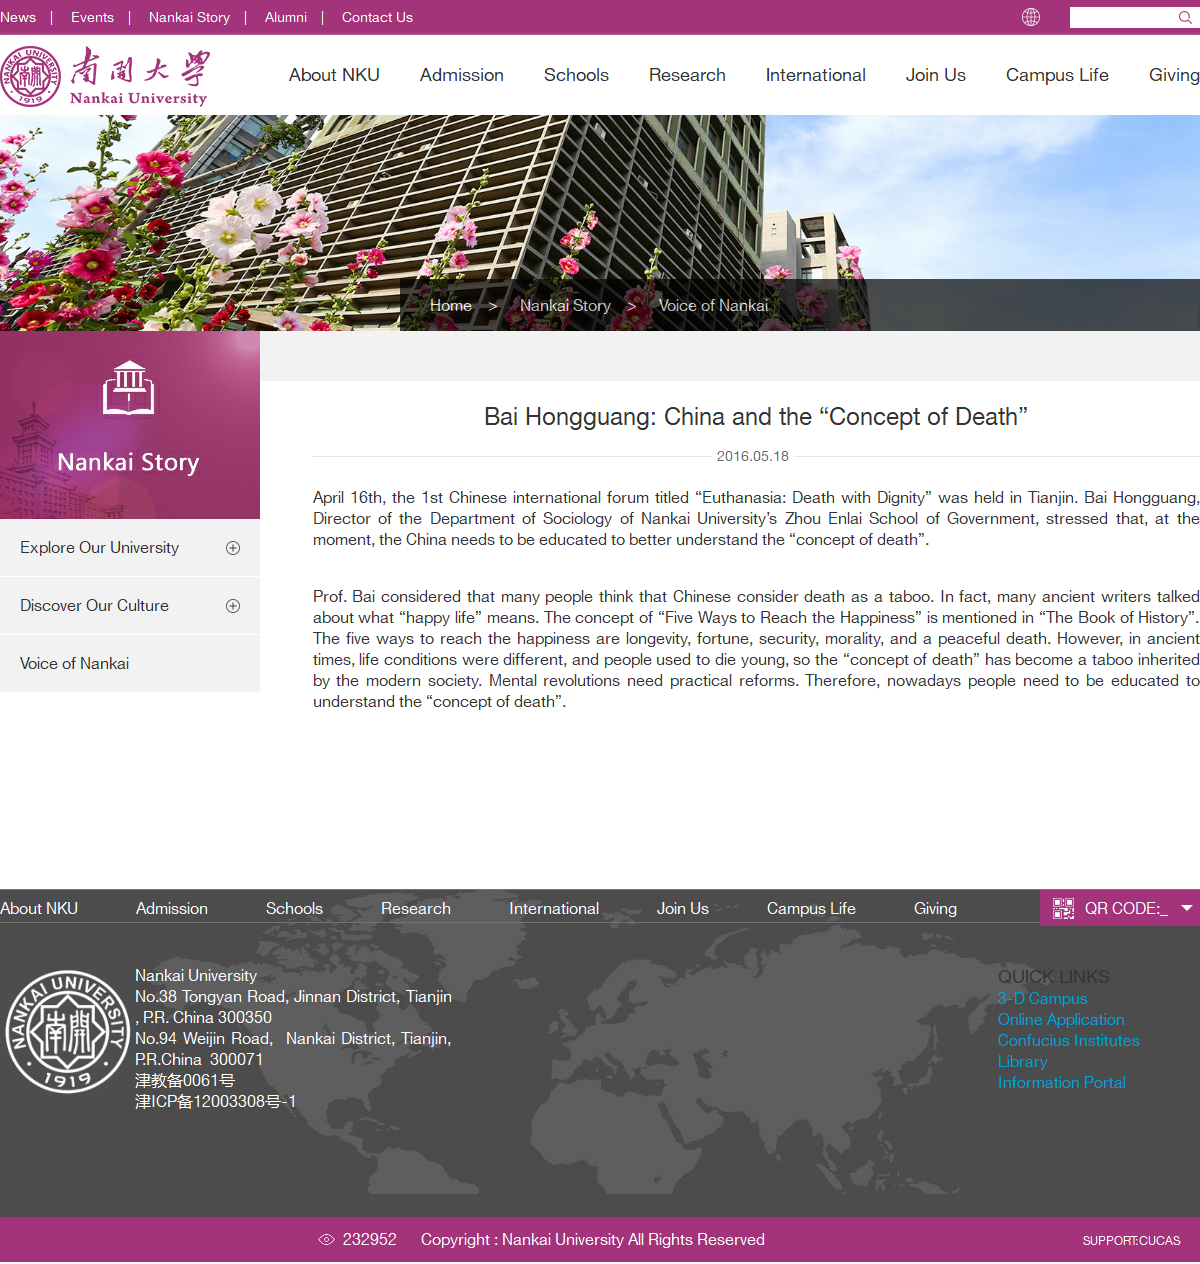 News | Events | Nankai Story | Alumni | Contact Us
NANKAI UNIVERSITY
1919
南開大學
Nankai University
About NKU Admission Schools Research International Join Us Campus Life Giving
Home > Nankai Story > Voice of Nankai
Nankai Story
Explore Our University
Discover Our Culture
Voice of Nankai
Bai Hongguang: China and the “Concept of Death”
2016.05.18
April 16th, the 1st Chinese international forum titled “Euthanasia: Death with Dignity” was held in Tianjin. Bai Hongguang,
Director of the Department of Sociology of Nankai University’s Zhou Enlai School of Government, stressed that, at the
moment, the China needs to be educated to better understand the “concept of death”.
Prof. Bai considered that many people think that Chinese consider death as a taboo. In fact, many ancient writers talked
about what “happy life” means. The concept of “Five Ways to Reach the Happiness” is mentioned in “The Book of History”.
The five ways to reach the happiness are longevity, fortune, security, morality, and a peaceful death. However, in ancient
times, life conditions were different, and people used to die young, so the “concept of death” has become a taboo inherited
by the modern society. Mental revolutions need practical reforms. Therefore, nowadays people need to be educated to
understand the “concept of death”.
About NKU Admission Schools Research International Join Us Campus Life Giving
QR CODE:_
NANKAI UNIVERSITY
南開
1919
Nankai University
No.38 Tongyan Road, Jinnan District, Tianjin
, P.R. China 300350
No.94 Weijin Road, Nankai District, Tianjin,
P.R.China 300071
津教备0061号
津ICP备12003308号-1
QUICK LINKS
3-D Campus
Online Application
Confucius Institutes
Library
Information Portal
232952 Copyright : Nankai University All Rights Reserved
SUPPORT:CUCAS